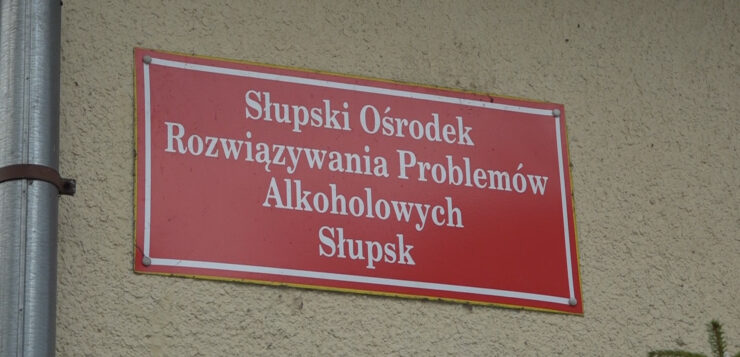 Słupski Ośrodek
Rozwiązywania Problemów
Alkoholowych
Słupsk